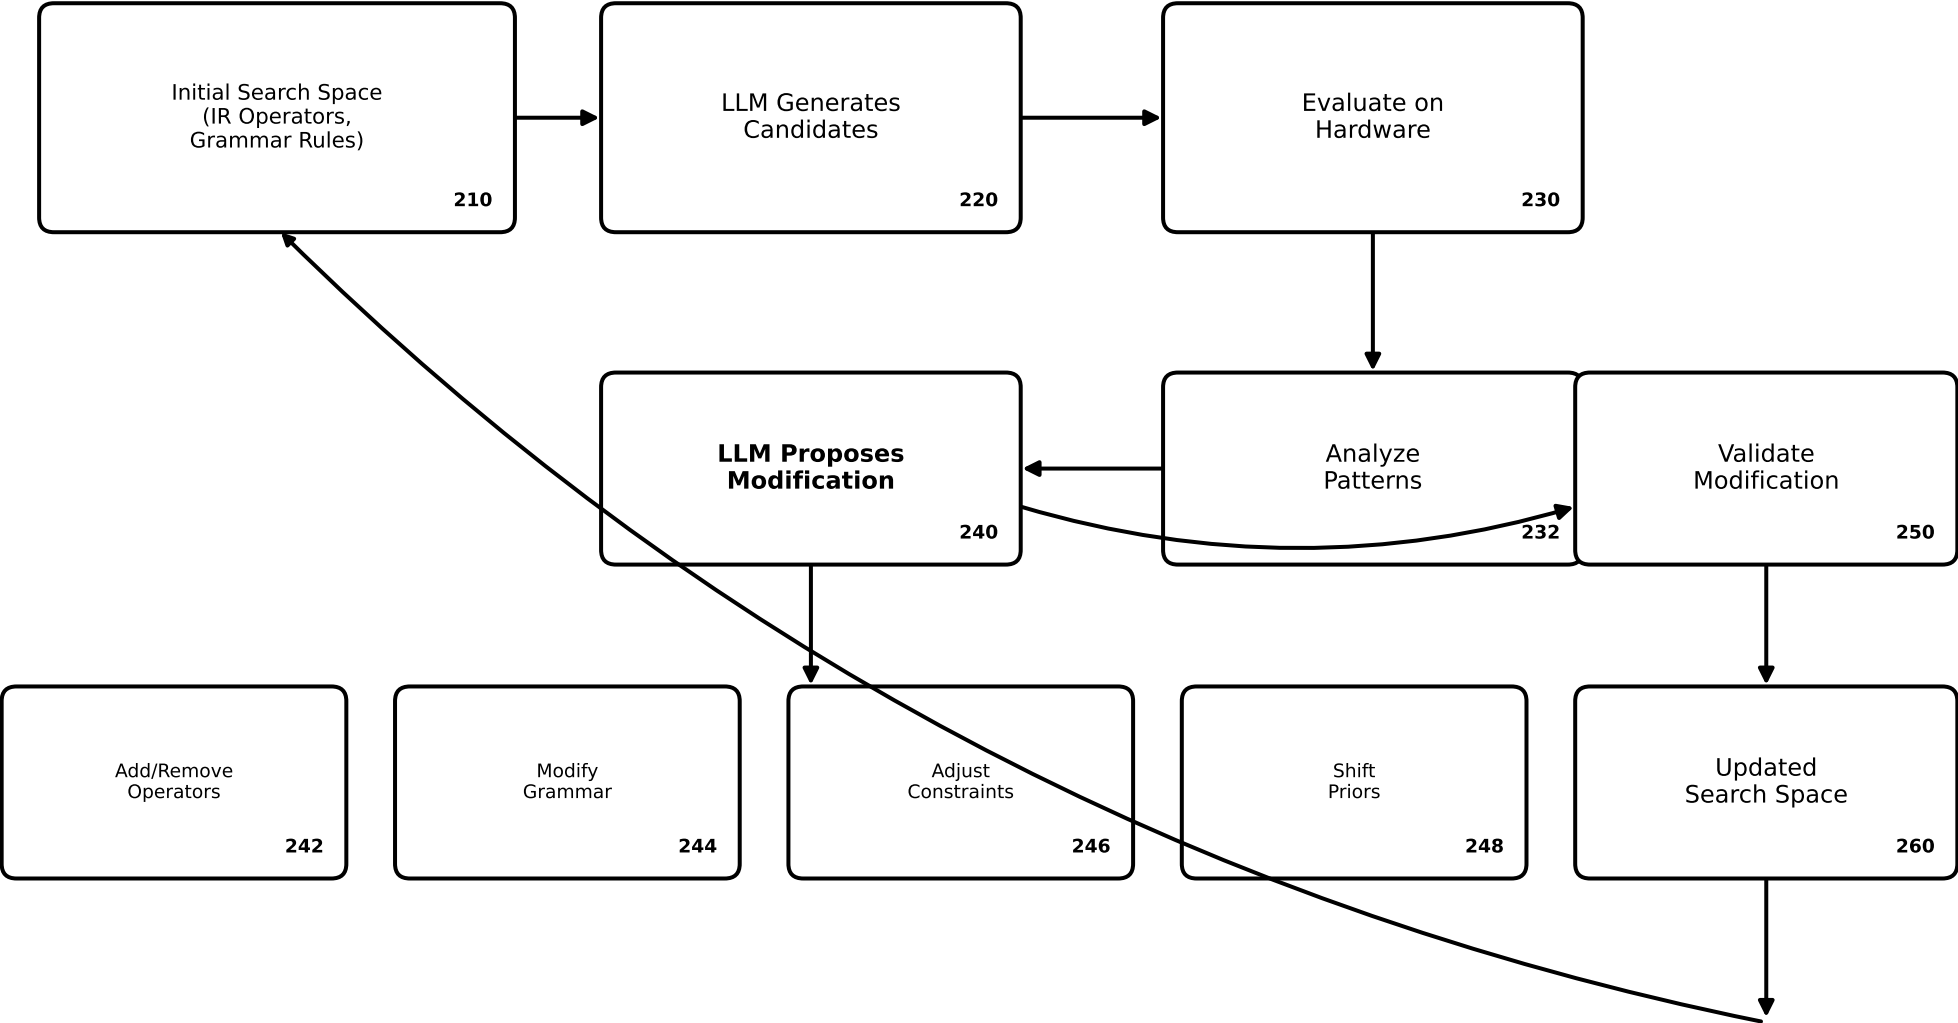 Initial Search Space
(IR Operators,
Grammar Rules)
210
LLM Generates
Candidates
220
Evaluate on
Hardware
230
LLM Proposes
Modification
240
Analyze
Patterns
232
Validate
Modification
250
Add/Remove
Operators
242
Modify
Grammar
244
Adjust
Constraints
246
Shift
Priors
248
Updated
Search Space
260